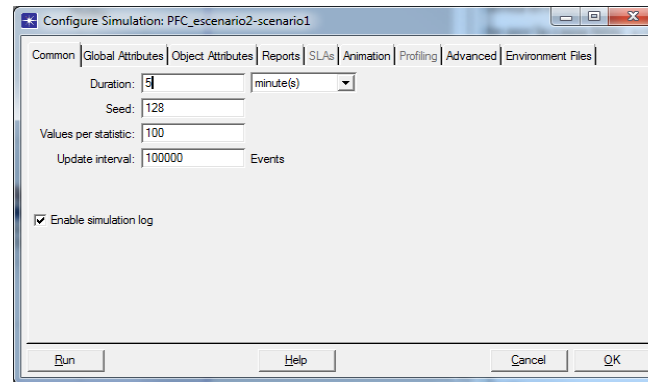 Configure Simulation: PFC_escenario2-scenario1
Common Global Attributes Object Attributes Reports SLAs Animation Profiling Advanced Environment Files
Duration: 5 minute(s)
Seed: 128
Values per statistic: 100
Update interval: 100000 Events
Enable simulation log
Run Help Cancel OK